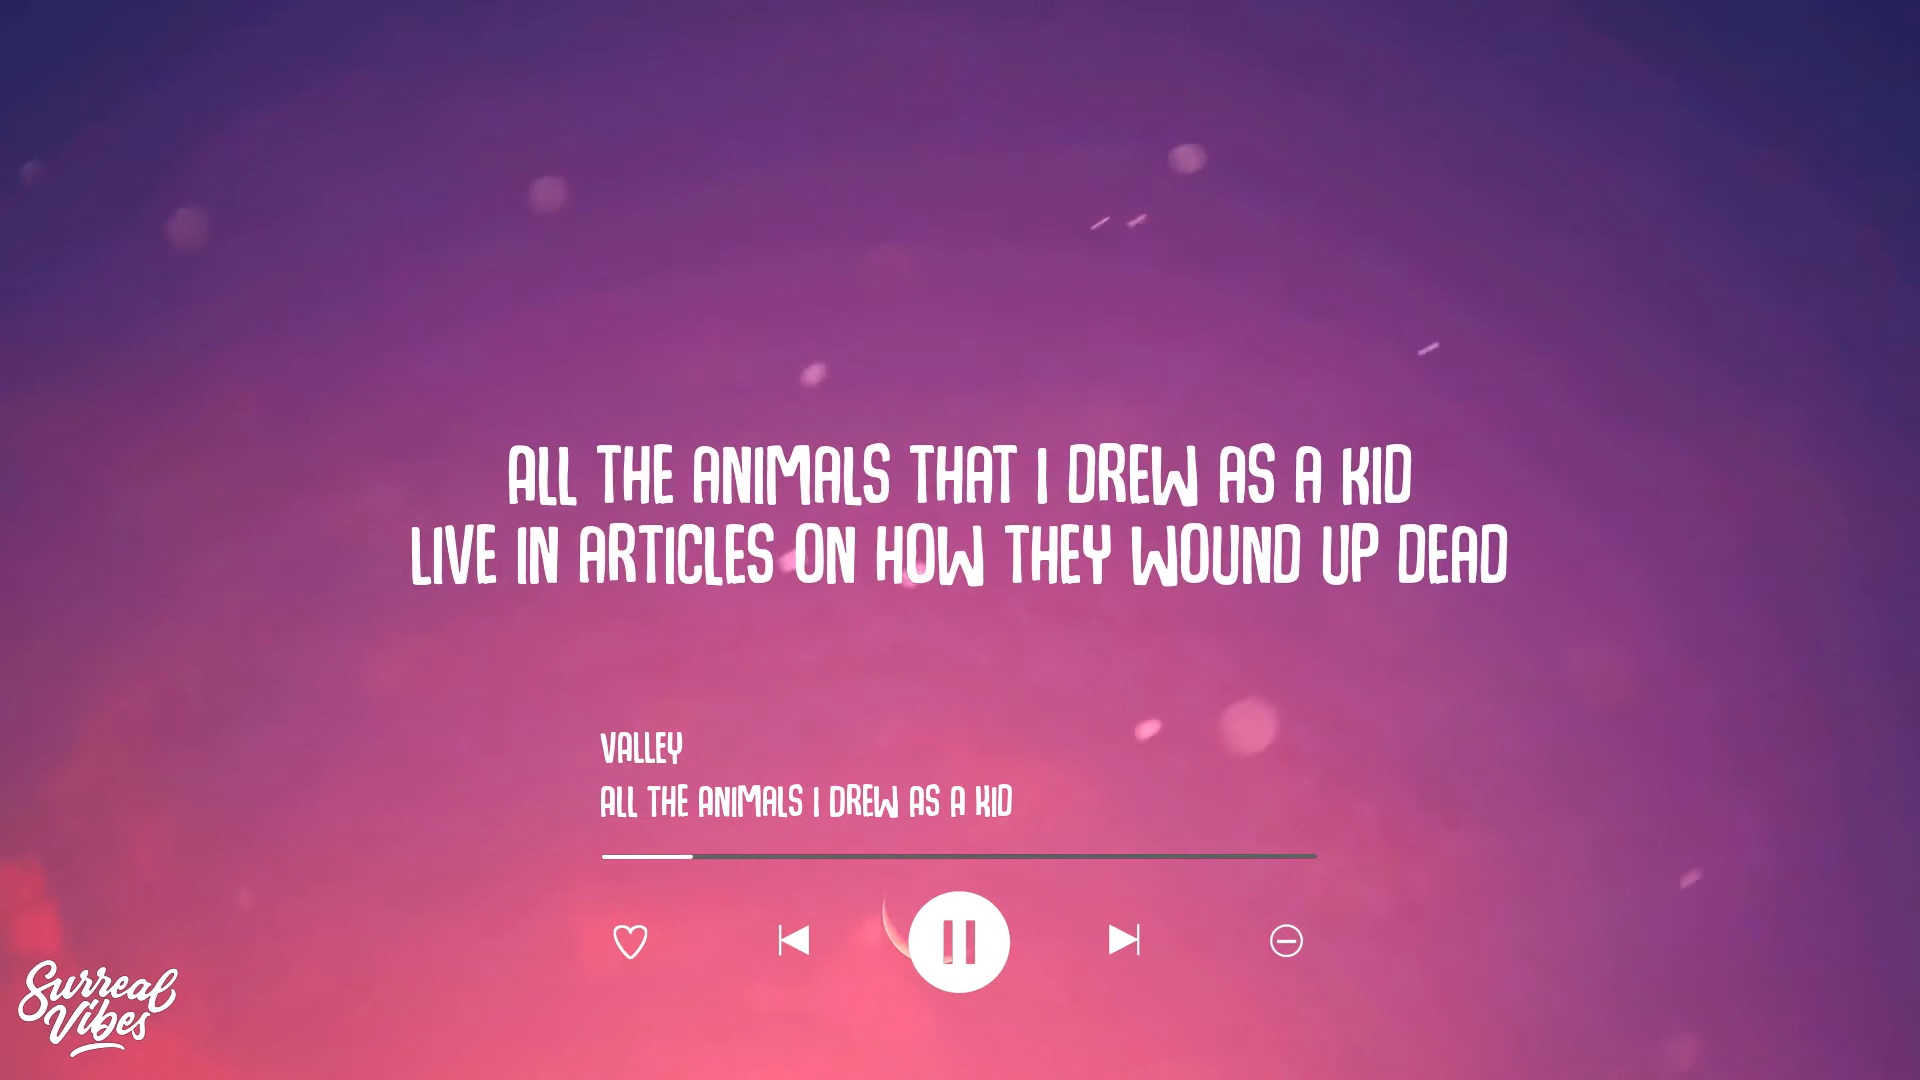 ALL THE ANIMALS THAT I DREW AS A KID
LIVE IN ARTICLES ON HOW THEY WOUND UP DEAD
VALLEY
ALL THE ANIMALS I DREW AS A KID
Surreal
Vibes